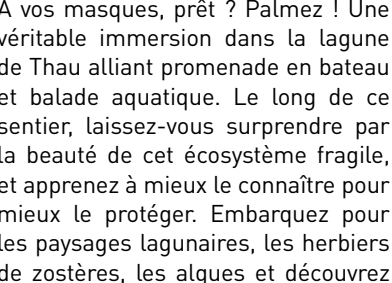 A vos masques, prêt ? Palmez ! Une
véritable immersion dans la lagune
de Thau alliant promenade en bateau
et balade aquatique. Le long de ce
sentier, laissez-vous surprendre par
la beauté de cet écosystème fragile,
et apprenez à mieux le connaître pour
mieux le protéger. Embarquez pour
les paysages lagunaires, les herbiers
de zostères, les algues et découvrez